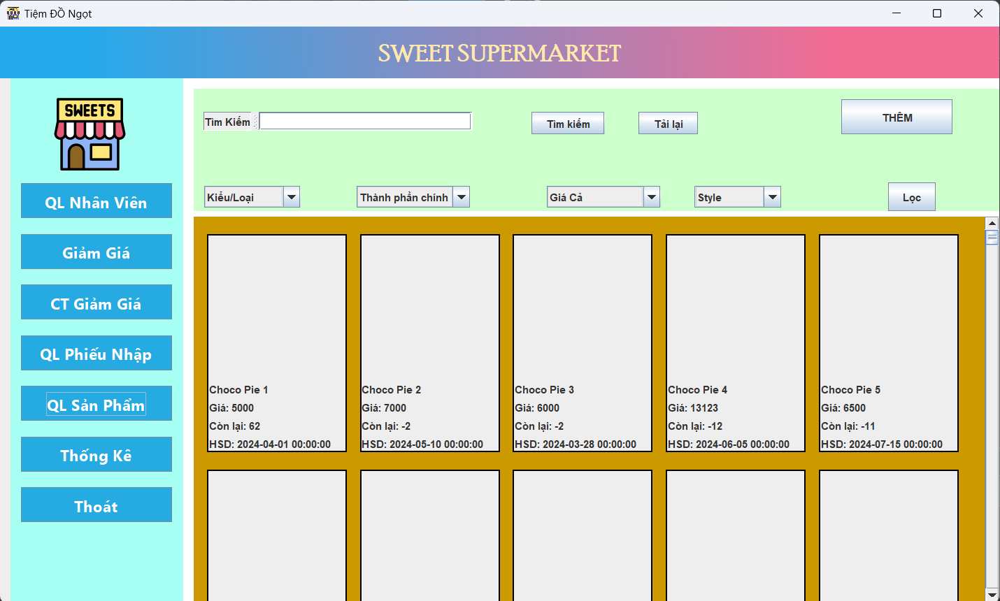 Tiệm ĐỒ Ngọt
SWEET SUPERMARKET
SWEETS
QL Nhân Viên
Giảm Giá
CT Giảm Giá
QL Phiếu Nhập
QL Sản Phẩm
Thống Kê
Thoát
Tìm Kiếm
Tìm kiếm
Tải lại
THÊM
Kiểu/Loại
Thành phần chính
Giá Cả
Style
Lọc
Choco Pie 1
Giá: 5000
Còn lại: 62
HSD: 2024-04-01 00:00:00
Choco Pie 2
Giá: 7000
Còn lại: -2
HSD: 2024-05-10 00:00:00
Choco Pie 3
Giá: 6000
Còn lại: -2
HSD: 2024-03-28 00:00:00
Choco Pie 4
Giá: 13123
Còn lại: -12
HSD: 2024-06-05 00:00:00
Choco Pie 5
Giá: 6500
Còn lại: -11
HSD: 2024-07-15 00:00:00